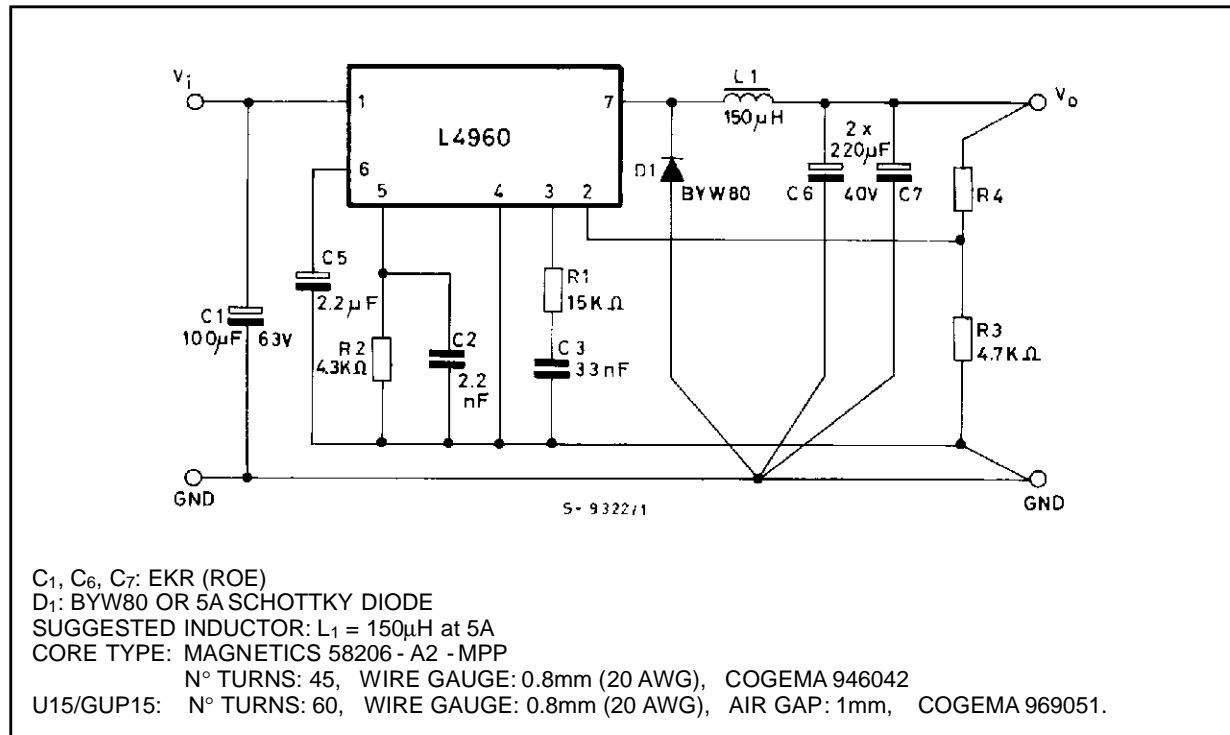 Vi
1
7
L1
150µH
Vo
L4960
6
5
4
3
2
D1
BYW80
2 x
220µF
C6
40V
C7
R4
C5
2.2µF
R1
15KΩ
C1
100µF
63V
R2
4.3KΩ
C2
2.2
nF
C3
33nF
R3
4.7KΩ
GND
GND
S-9322/1
C1, C6, C7: EKR (ROE)
D1: BYW80 OR 5A SCHOTTKY DIODE
SUGGESTED INDUCTOR: L1 = 150µH at 5A
CORE TYPE: MAGNETICS 58206 - A2 - MPP
N° TURNS: 45, WIRE GAUGE: 0.8mm (20 AWG), COGEMA 946042
U15/GUP15: N° TURNS: 60, WIRE GAUGE: 0.8mm (20 AWG), AIR GAP: 1mm, COGEMA 969051.